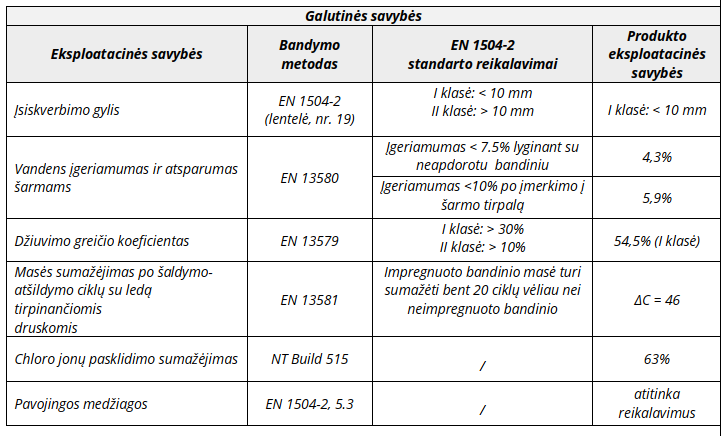 Galutinės savybės
Eksploatacinės savybės
Bandymo
metodas
EN 1504-2
standarto reikalavimai
Produkto
eksploatacinės
savybės
Įsiskverbimo gylis
EN 1504-2
(lentelė, nr. 19)
I klasė: < 10 mm
II klasė: > 10 mm
I klasė: < 10 mm
Vandens įgeriamumas ir atsparumas
šarmams
EN 13580
Įgeriamumas < 7.5% lyginant su
neapdorotu bandiniu
4,3%
Įgeriamumas <10% po įmerkimo į
šarmo tirpalą
5,9%
Džiuvimo greičio koeficientas
EN 13579
I klasė: > 30%
II klasė: > 10%
54,5% (I klasė)
Masės sumažėjimas po šaldymo-
atšildymo ciklų su ledą
tirpinančiomis
druskomis
EN 13581
Impregnuoto bandinio masė turi
sumažėti bent 20 ciklų vėliau nei
neimpregnuoto bandinio
ΔC = 46
Chloro jonų pasklidimo sumažėjimas
NT Build 515
/
63%
Pavojingos medžiagos
EN 1504-2, 5.3
/
atitinka
reikalavimus